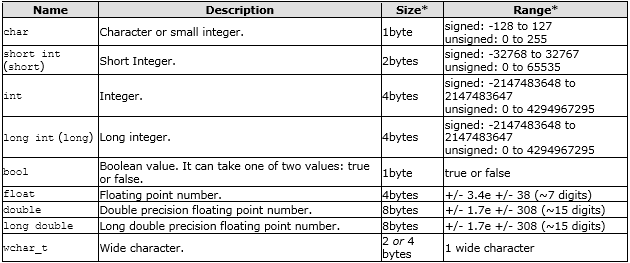 Name Description Size* Range*
char Character or small integer. 1byte signed: -128 to 127
unsigned: 0 to 255
short int
(short) Short Integer. 2bytes signed: -32768 to 32767
unsigned: 0 to 65535
int Integer. 4bytes signed: -2147483648 to
2147483647
unsigned: 0 to 4294967295
long int (long) Long integer. 4bytes signed: -2147483648 to
2147483647
unsigned: 0 to 4294967295
bool Boolean value. It can take one of two values: true
or false. 1byte true or false
float Floating point number. 4bytes +/- 3.4e +/- 38 (~7 digits)
double Double precision floating point number. 8bytes +/- 1.7e +/- 308 (~15 digits)
long double Long double precision floating point number. 8bytes +/- 1.7e +/- 308 (~15 digits)
wchar_t Wide character. 2 or 4
bytes 1 wide character